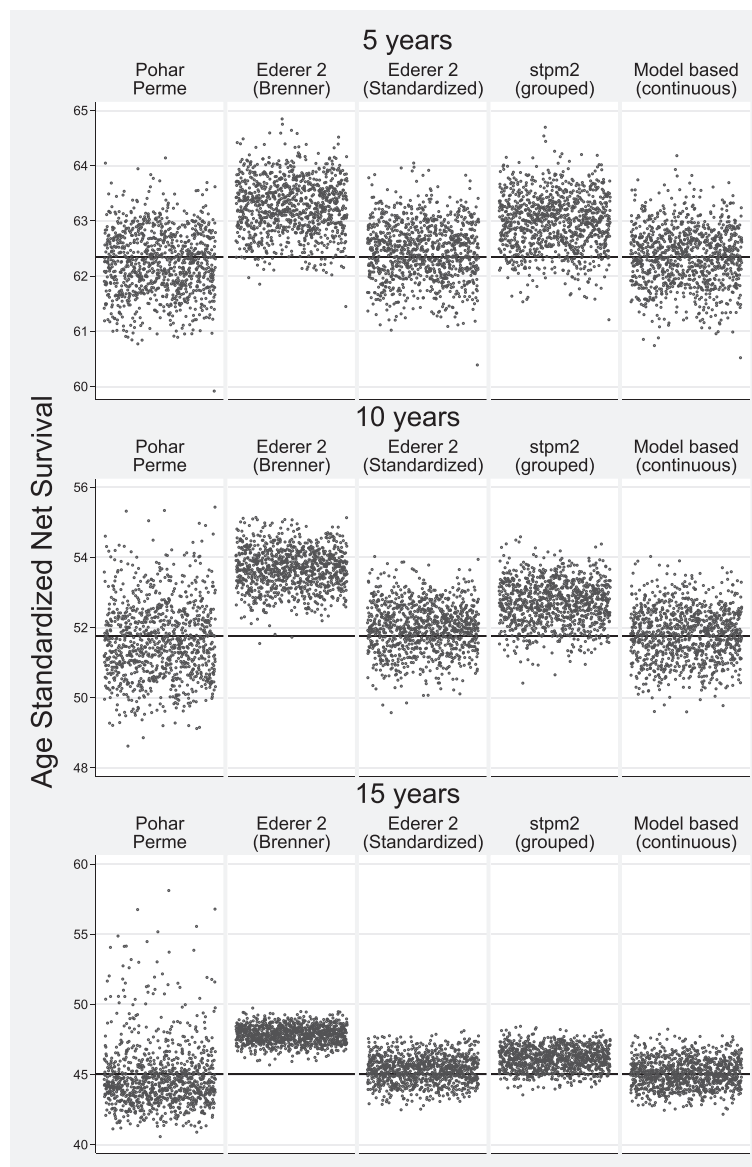 5 years
Pohar Perme
Ederer 2 (Brenner)
Ederer 2 (Standardized)
stpm2 (grouped)
Model based (continuous)
65
64
63
62
61
60
10 years
Pohar Perme
Ederer 2 (Brenner)
Ederer 2 (Standardized)
stpm2 (grouped)
Model based (continuous)
56
54
52
50
48
15 years
Pohar Perme
Ederer 2 (Brenner)
Ederer 2 (Standardized)
stpm2 (grouped)
Model based (continuous)
60
55
50
45
40
Age Standardized Net Survival